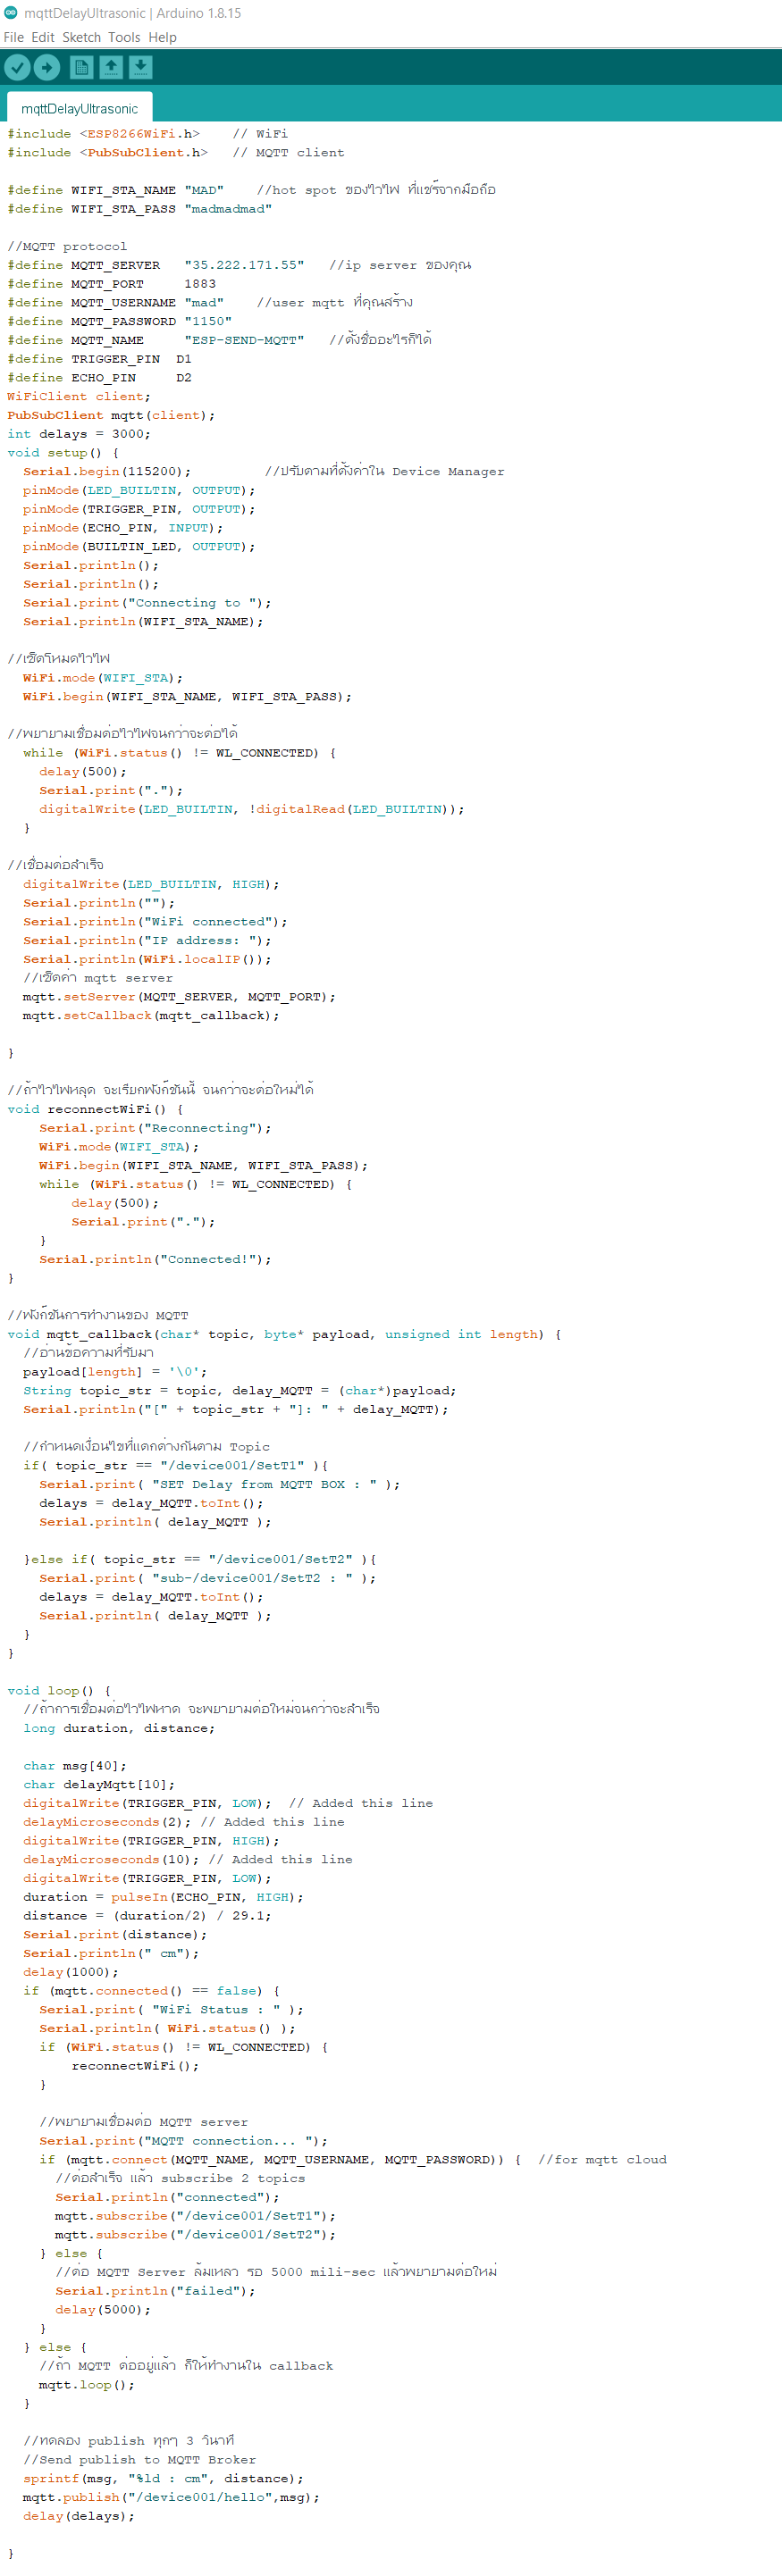 mqttDelayUltrasonic | Arduino 1.8.15
File Edit Sketch Tools Help
mqttDelayUltrasonic
#include <ESP8266WiFi.h>    // WiFi
#include <PubSubClient.h>   // MQTT client
#define WIFI_STA_NAME "MAD"    //hot spot ของไวไฟ ที่แชร์จากมือถือ
#define WIFI_STA_PASS "madmadmad"
//MQTT protocol
#define MQTT_SERVER   "35.222.171.55"   //ip server ของคุณ
#define MQTT_PORT     1883
#define MQTT_USERNAME "mad"    //user mqtt ที่คุณสร้าง
#define MQTT_PASSWORD "1150"
#define MQTT_NAME     "ESP-SEND-MQTT"   //ตั้งชื่ออะไรก็ได้
#define TRIGGER_PIN  D1
#define ECHO_PIN     D2
WiFiClient client;
PubSubClient mqtt(client);
int delays = 3000;
void setup() {
  Serial.begin(115200);         //ปรับตามที่ตั้งค่าใน Device Manager
  pinMode(LED_BUILTIN, OUTPUT);
  pinMode(TRIGGER_PIN, OUTPUT);
  pinMode(ECHO_PIN, INPUT);
  pinMode(BUILTIN_LED, OUTPUT);
  Serial.println();
  Serial.println();
  Serial.print("Connecting to ");
  Serial.println(WIFI_STA_NAME);
//เซ็ตโหมดไวไฟ
  WiFi.mode(WIFI_STA);
  WiFi.begin(WIFI_STA_NAME, WIFI_STA_PASS);
//พยายามเชื่อมต่อไวไฟจนกว่าจะต่อได้
  while (WiFi.status() != WL_CONNECTED) {
    delay(500);
    Serial.print(".");
    digitalWrite(LED_BUILTIN, !digitalRead(LED_BUILTIN));
  }
//เชื่อมต่อสำเร็จ
  digitalWrite(LED_BUILTIN, HIGH);
  Serial.println("");
  Serial.println("WiFi connected");
  Serial.println("IP address: ");
  Serial.println(WiFi.localIP());
  //เซ็ตค่า mqtt server
  mqtt.setServer(MQTT_SERVER, MQTT_PORT);
  mqtt.setCallback(mqtt_callback);
}
//ถ้าไวไฟหลุด จะเรียกฟังก์ชันนี้ จนกว่าจะต่อใหม่ได้
void reconnectWiFi() {
    Serial.print("Reconnecting");
    WiFi.mode(WIFI_STA);
    WiFi.begin(WIFI_STA_NAME, WIFI_STA_PASS);
    while (WiFi.status() != WL_CONNECTED) {
        delay(500);
        Serial.print(".");
    }
    Serial.println("Connected!");
}
//ฟังก์ชันการทำงานของ MQTT
void mqtt_callback(char* topic, byte* payload, unsigned int length) {
  //อ่านข้อความที่รับมา
  payload[length] = '\0';
  String topic_str = topic, delay_MQTT = (char*)payload;
  Serial.println("[" + topic_str + "]: " + delay_MQTT);
  //กำหนดเงื่อนไขที่แตกต่างกันตาม Topic
  if( topic_str == "/device001/SetT1" ){
    Serial.print( "SET Delay from MQTT BOX : " );
    delays = delay_MQTT.toInt();
    Serial.println( delay_MQTT );
  }else if( topic_str == "/device001/SetT2" ){
    Serial.print( "sub-/device001/SetT2 : " );
    delays = delay_MQTT.toInt();
    Serial.println( delay_MQTT );
  }
}
void loop() {
  //ถ้าการเชื่อมต่อไวไฟหาด จะพยายามต่อใหม่จนกว่าจะสำเร็จ
  long duration, distance;
  char msg[40];
  char delayMqtt[10];
  digitalWrite(TRIGGER_PIN, LOW);  // Added this line
  delayMicroseconds(2); // Added this line
  digitalWrite(TRIGGER_PIN, HIGH);
  delayMicroseconds(10); // Added this line
  digitalWrite(TRIGGER_PIN, LOW);
  duration = pulseIn(ECHO_PIN, HIGH);
  distance = (duration/2) / 29.1;
  Serial.print(distance);
  Serial.println(" cm");
  delay(1000);
  if (mqtt.connected() == false) {
    Serial.print( "WiFi Status : " );
    Serial.println( WiFi.status() );
    if (WiFi.status() != WL_CONNECTED) {
        reconnectWiFi();
    }
    //พยายามเชื่อมต่อ MQTT server
    Serial.print("MQTT connection... ");
    if (mqtt.connect(MQTT_NAME, MQTT_USERNAME, MQTT_PASSWORD)) {  //for mqtt cloud
      //ต่อสำเร็จ แล้ว subscribe 2 topics
      Serial.println("connected");
      mqtt.subscribe("/device001/SetT1");
      mqtt.subscribe("/device001/SetT2");
    } else {
      //ต่อ MQTT Server ล้มเหลว รอ 5000 mili-sec แล้วพยายามต่อใหม่
      Serial.println("failed");
      delay(5000);
    }
  } else {
    //ถ้า MQTT ต่ออยู่แล้ว ก็ให้ทำงานใน callback
    mqtt.loop();
  }
  //ทดลอง publish ทุกๆ 3 วินาที
  //Send publish to MQTT Broker
  sprintf(msg, "%ld : cm", distance);
  mqtt.publish("/device001/hello",msg);
  delay(delays);
}